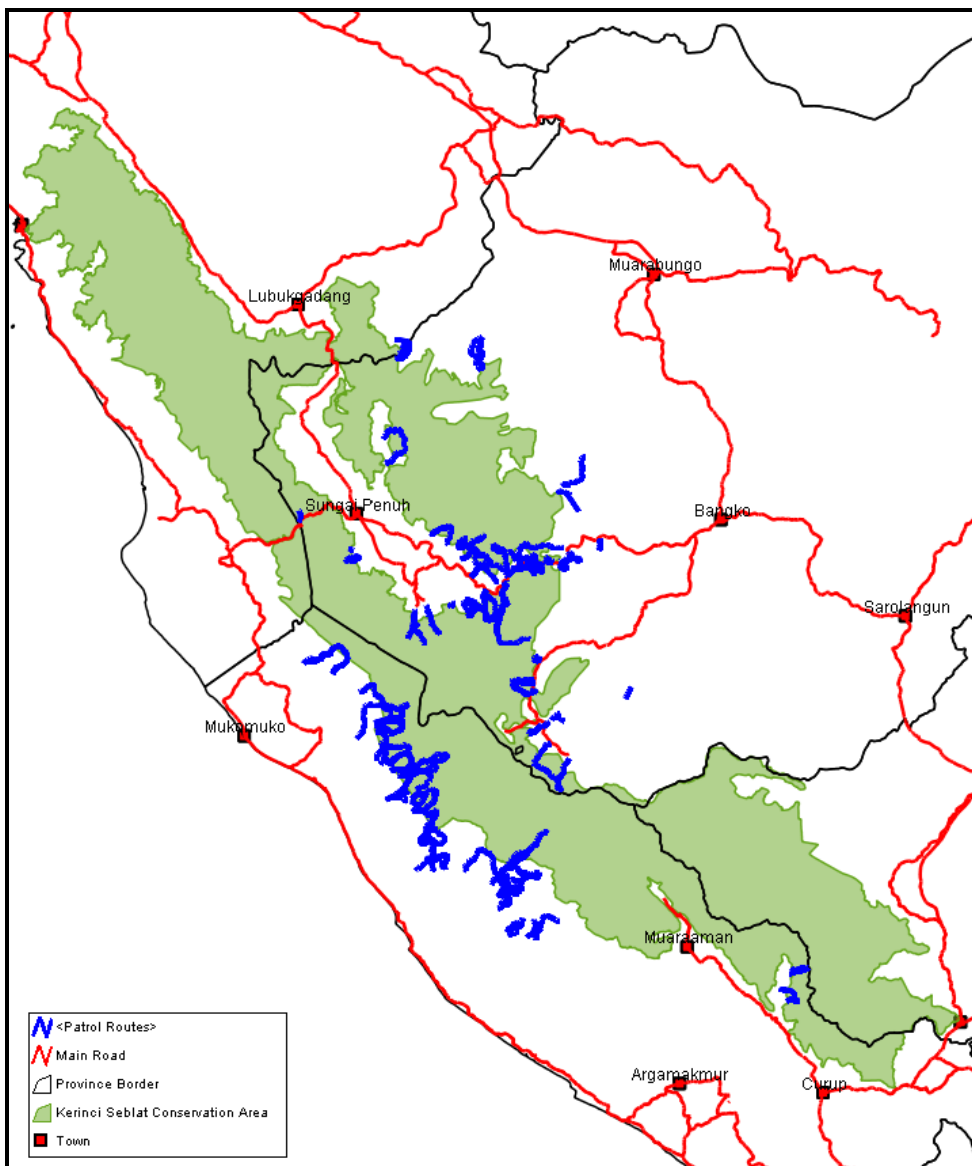 Muarabungo
Lubukgadang
Sungai Penuh
Bangko
Sarolangun
Mukomuko
Muaraaman
Argamakmur
Curup
<Patrol Routes>
Main Road
Province Border
Kerinci Seblat Conservation Area
Town